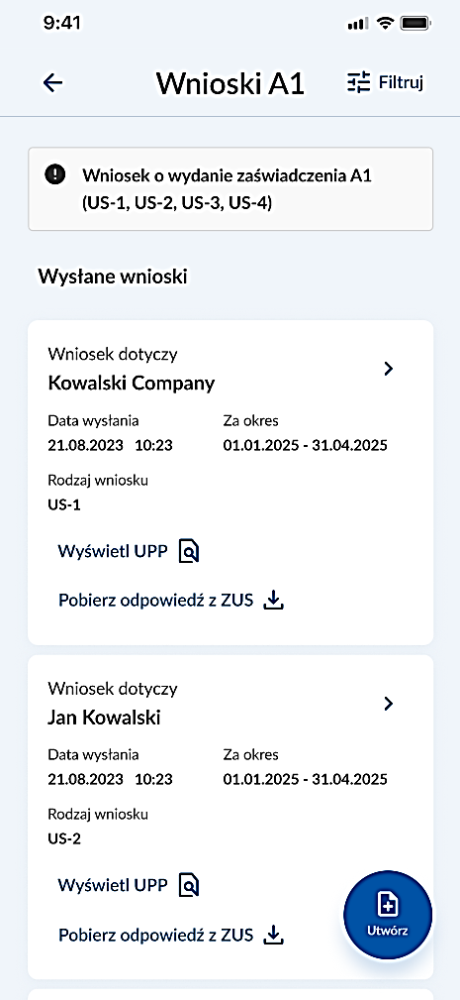 9:41
Wnioski A1
Filtruj
Wniosek o wydanie zaświadczenia A1
(US-1, US-2, US-3, US-4)
Wysłane wnioski
Wniosek dotyczy
Kowalski Company
Data wysłania Za okres
21.08.2023 10:23 01.01.2025 - 31.04.2025
Rodzaj wniosku
US-1
Wyświetl UPP
Pobierz odpowiedź z ZUS
Wniosek dotyczy
Jan Kowalski
Data wysłania Za okres
21.08.2023 10:23 01.01.2025 - 31.04.2025
Rodzaj wniosku
US-2
Wyświetl UPP
Pobierz odpowiedź z ZUS
Utwórz